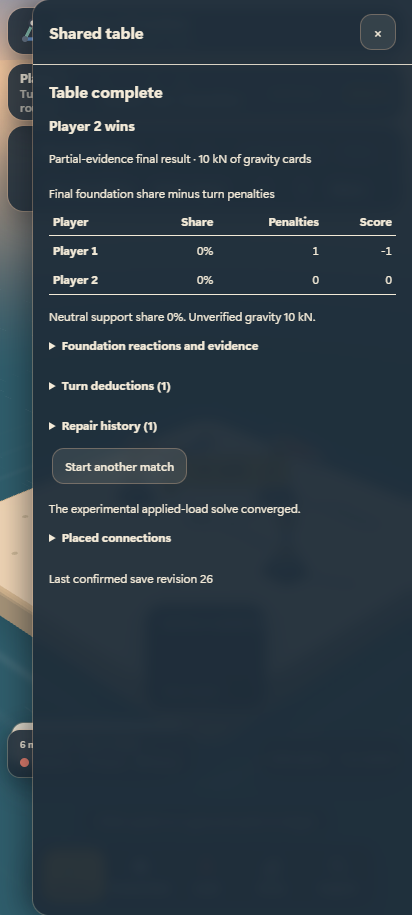 Shared table
×
Table complete
Player 2 wins
Partial-evidence final result · 10 kN of gravity cards
Final foundation share minus turn penalties
Player Share Penalties Score
Player 1 0% 1 -1
Player 2 0% 0 0
Neutral support share 0%. Unverified gravity 10 kN.
Foundation reactions and evidence
Turn deductions (1)
Repair history (1)
Start another match
The experimental applied-load solve converged.
Placed connections
Last confirmed save revision 26
6